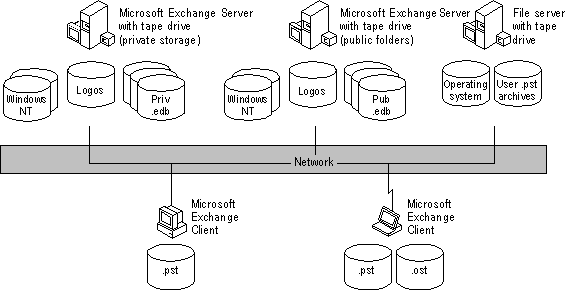 Microsoft Exchange Server
with tape drive
(private storage)
Microsoft Exchange Server
with tape drive
(public folders)
File server
with tape
drive
Windows
NT
Logos
Priv
.edb
Windows
NT
Logos
Pub
.edb
Operating
system
User .pst
archives
Network
Microsoft
Exchange
Client
Microsoft
Exchange
Client
.pst
.pst
.ost